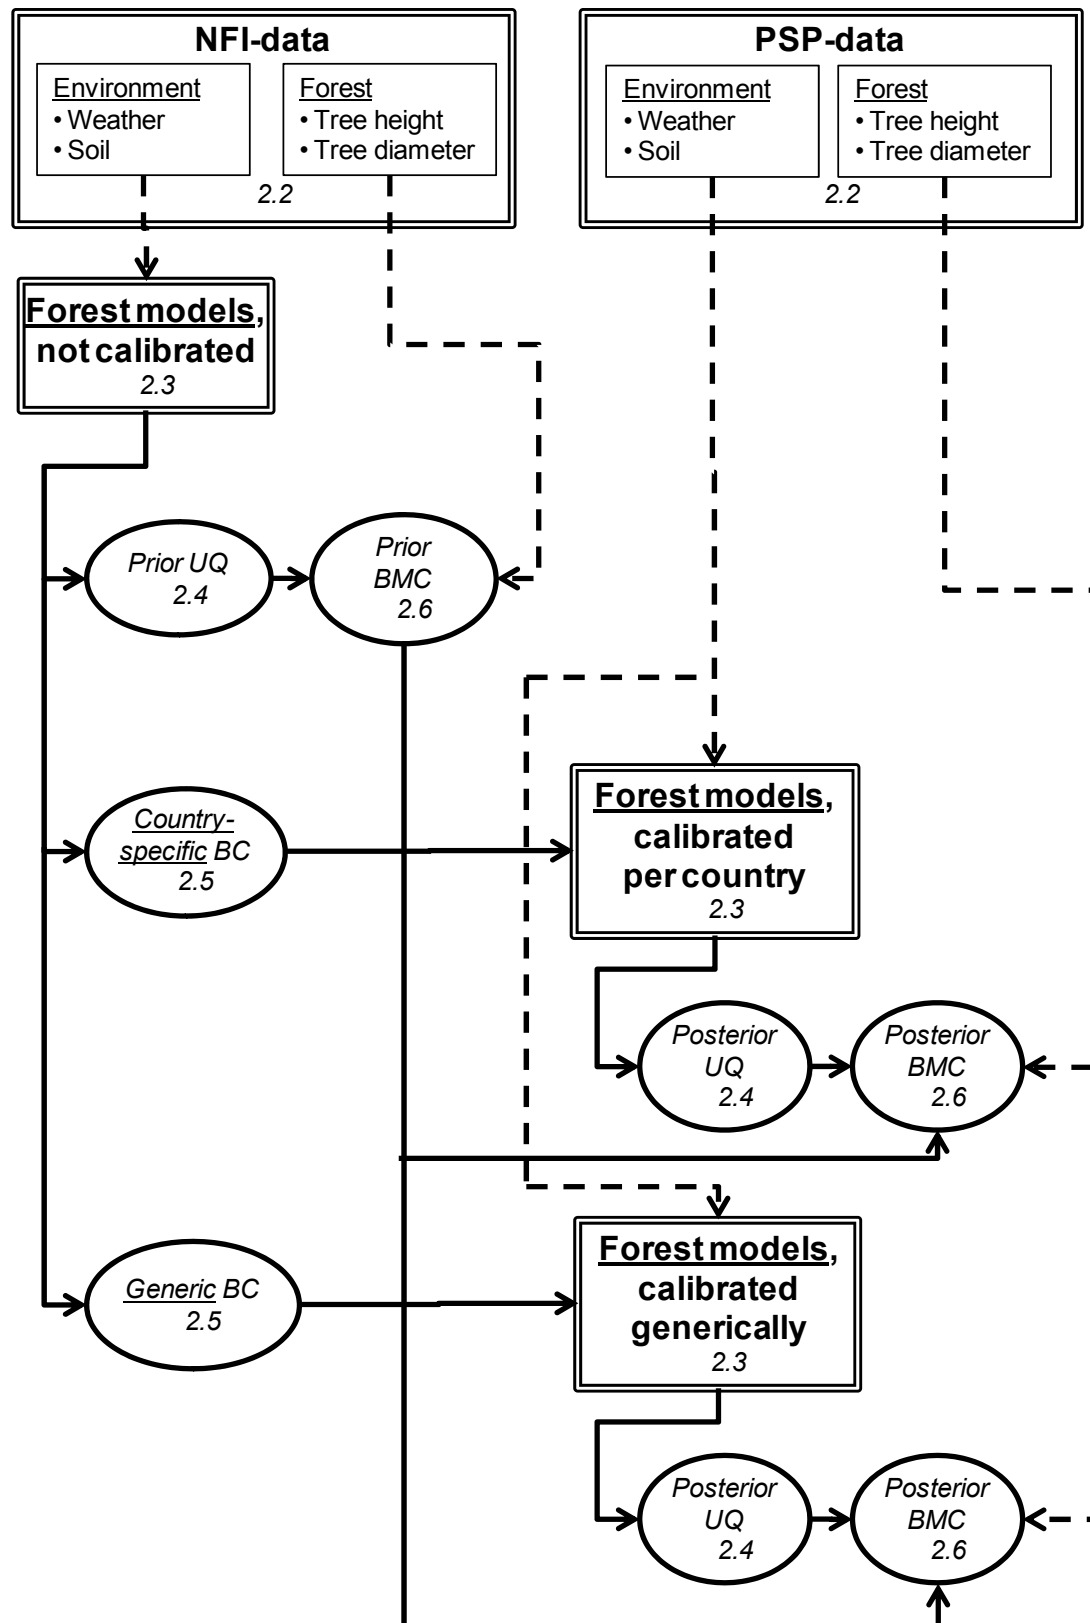 NFI-data
Environment
• Weather
• Soil
Forest
• Tree height
• Tree diameter
2.2
PSP-data
Environment
• Weather
• Soil
Forest
• Tree height
• Tree diameter
2.2
Forest models,
not calibrated
2.3
Prior UQ
2.4
Prior
BMC
2.6
Country-
specific BC
2.5
Forest models,
calibrated
per country
2.3
Posterior
UQ
2.4
Posterior
BMC
2.6
Generic BC
2.5
Forest models,
calibrated
generically
2.3
Posterior
UQ
2.4
Posterior
BMC
2.6